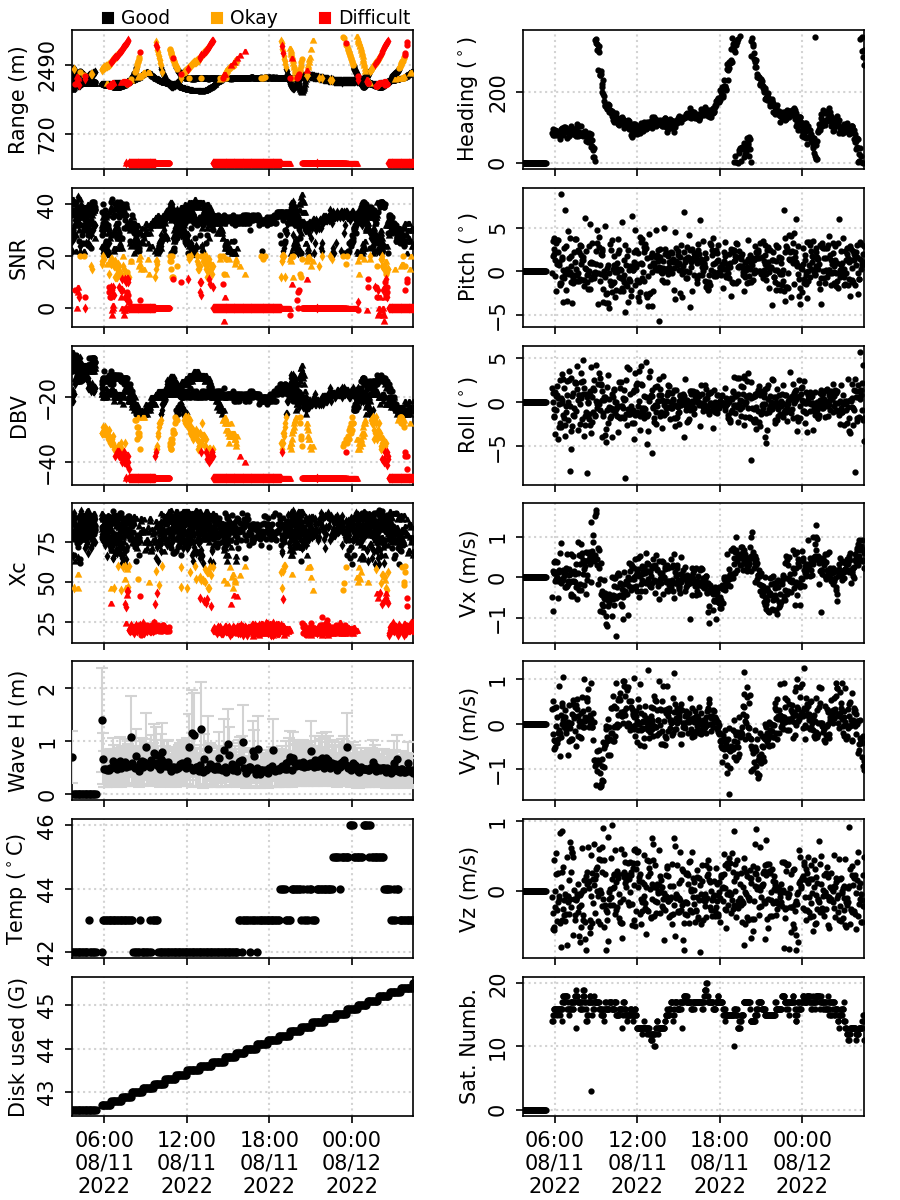 Good Okay Difficult
Range (m)
2490
720
Heading (°)
200
0
SNR
40
20
0
Pitch (°)
5
0
−5
DBV
−20
−40
Roll (°)
5
0
−5
Xc
75
50
25
Vx (m/s)
1
0
−1
Wave H (m)
2
1
0
Vy (m/s)
1
0
−1
Temp (°C)
46
44
42
Vz (m/s)
1
0
Disk used (G)
45
44
43
Sat. Numb.
20
10
0
06:00 12:00 18:00 00:00
08/11 08/11 08/11 08/12
2022 2022 2022 2022
06:00 12:00 18:00 00:00
08/11 08/11 08/11 08/12
2022 2022 2022 2022